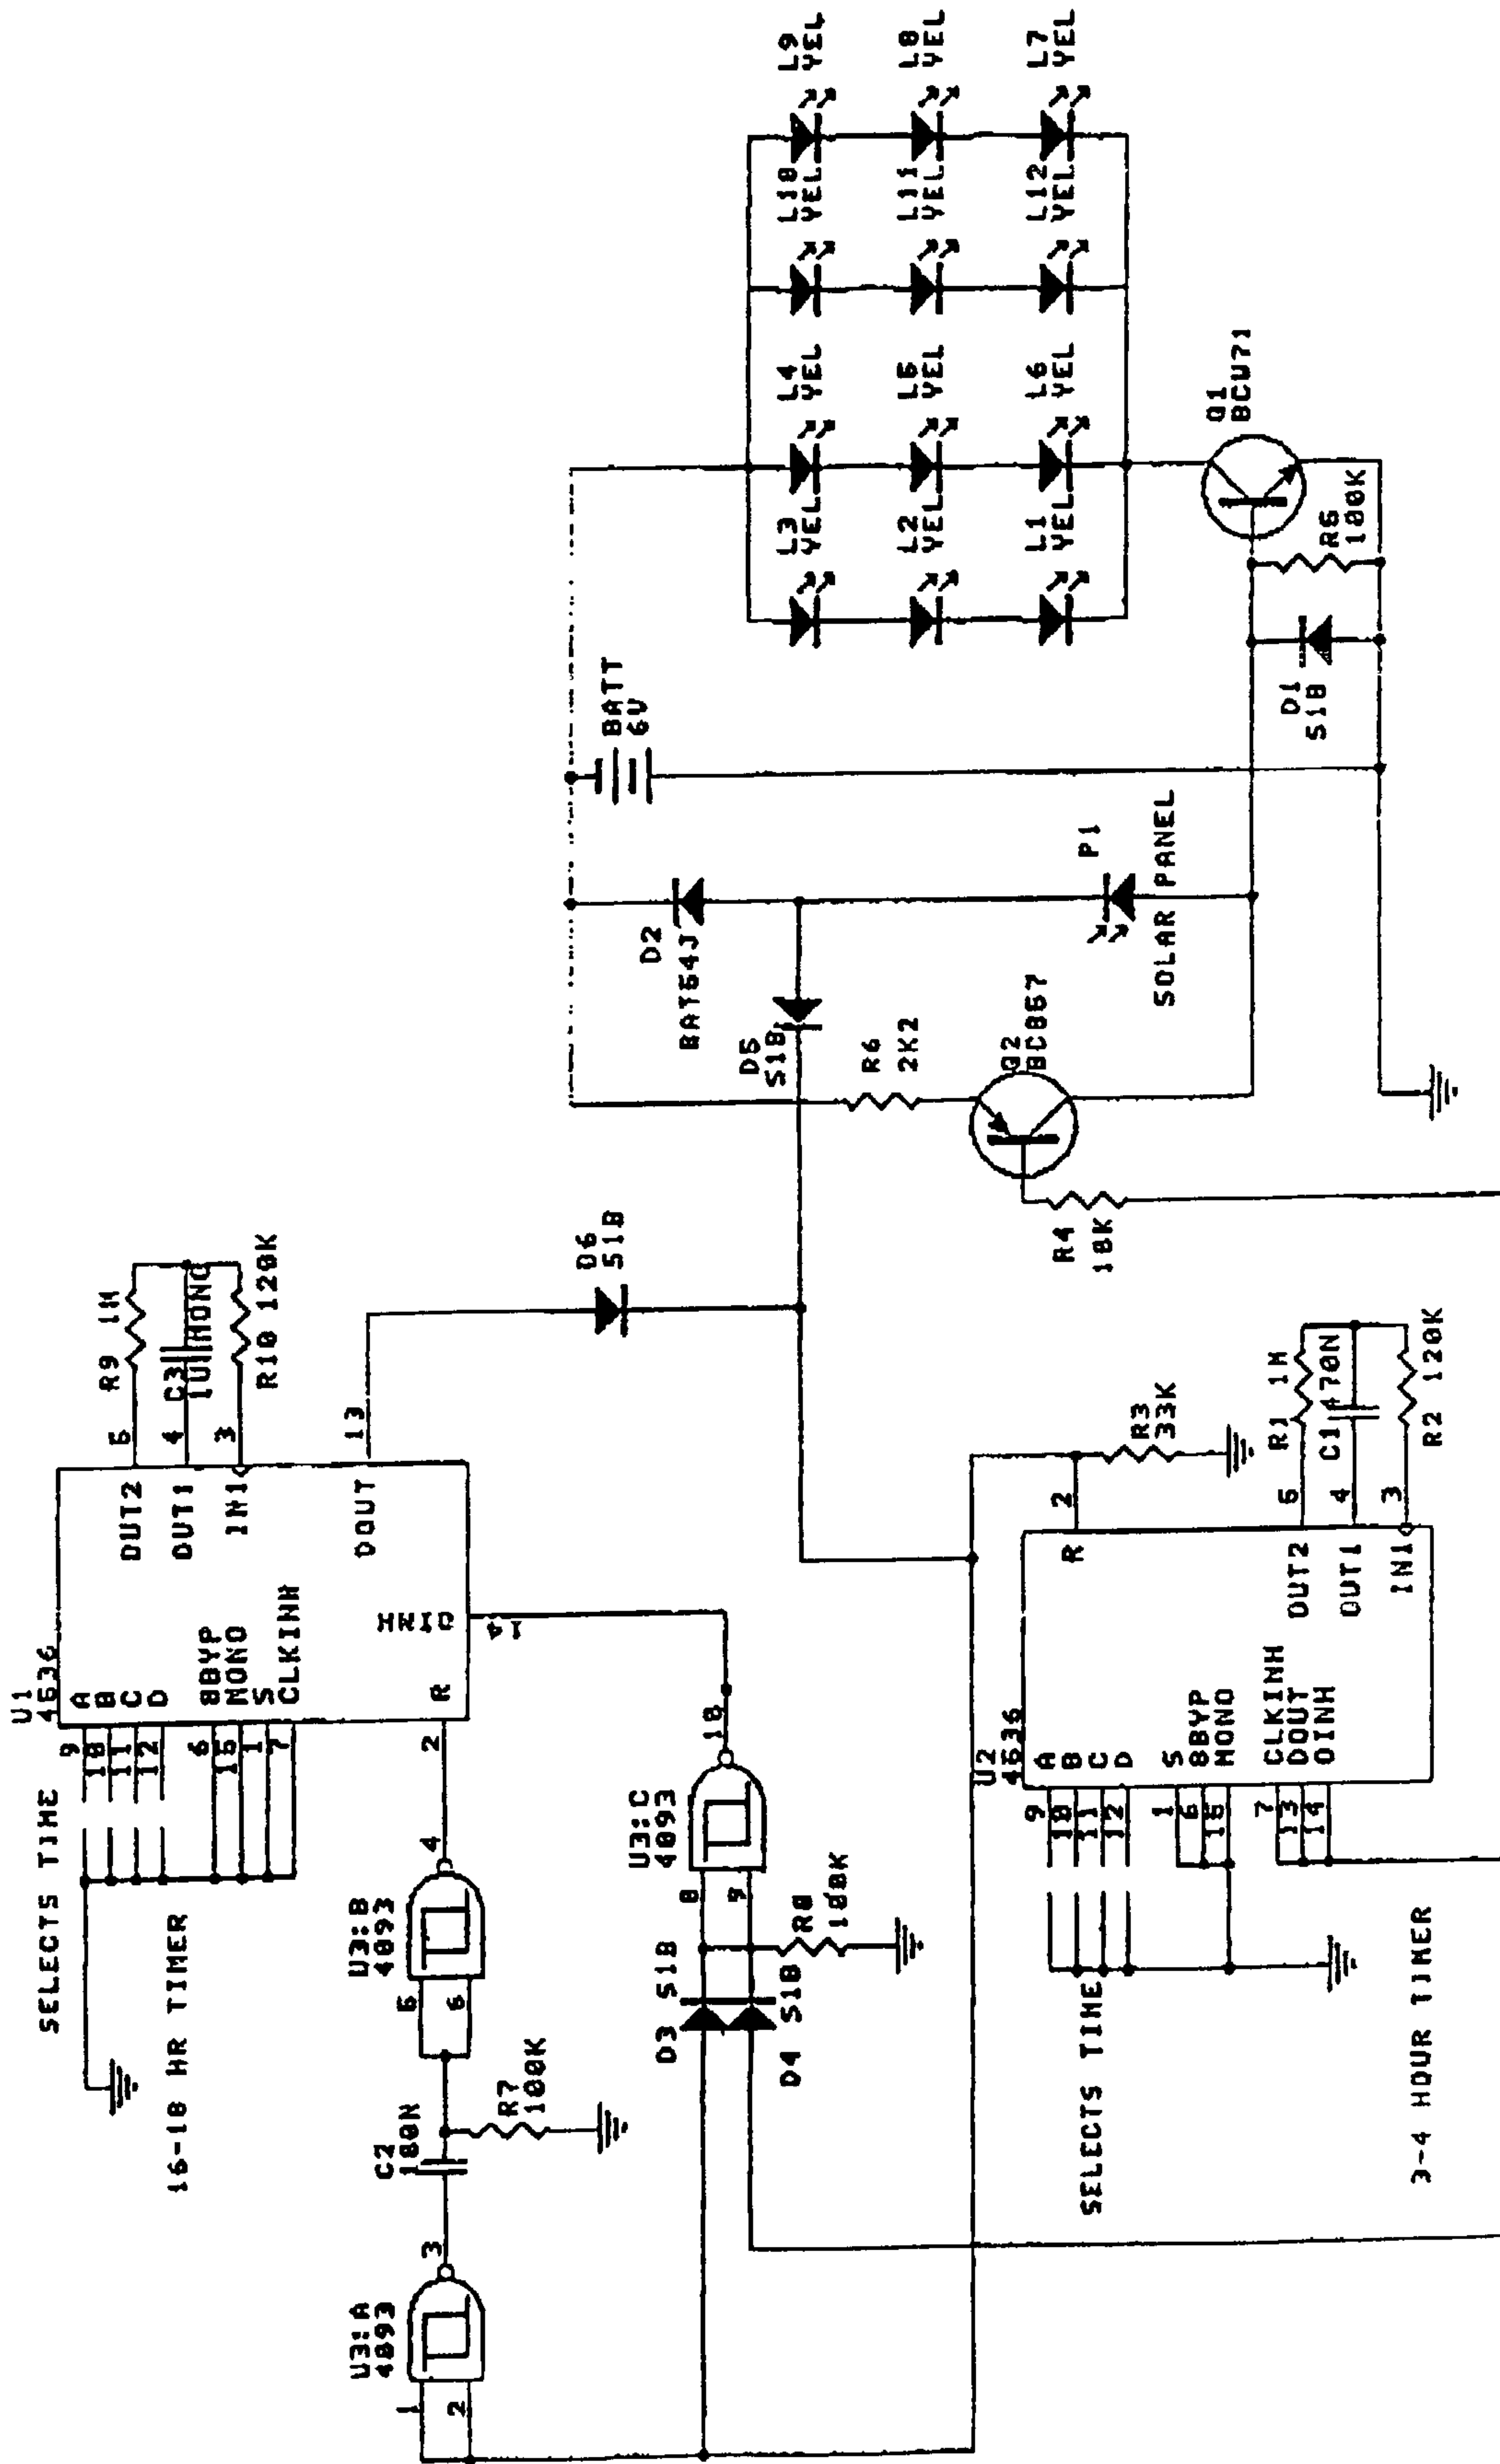 U1
4536
SELECTS TIME
9 A
10 B
11 C
12 D
6 8BYP
15 MONO
1 S
7 CLKINH
2 R
OUT2 5
OUT1 4
IN1 3
DOUT 13
OINH
14
R9 1M
C3
1U MONO
R10 120K
16-18 HR TIMER
U3:A
4093
1
2
3
C2
180N
R7
100K
U3:B
4093
5
6
4
D3 S1B
D4 S1B
R8
100K
U3:C
4093
8
9
10
D6
S1B
D5
S1B
D2
BAT54J
BATT
6V
R6
2K2
Q2
BC857
R4
10K
P1
SOLAR PANEL
L3
YEL
L4
YEL
L10
YEL
L9
YEL
L2
YEL
L5
YEL
L11
YEL
L8
YEL
L1
YEL
L6
YEL
L12
YEL
L7
YEL
Q1
BCW71
D1
S1B
R5
100K
U2
4536
SELECTS TIME
9 A
10 B
11 C
12 D
1 S
6 8BYP
15 MONO
7 CLKINH
13 DOUT
14 OINH
R 2
OUT2 5
OUT1 4
IN1 3
R3
33K
R1 1M
C1 470N
R2 120K
3-4 HOUR TIMER